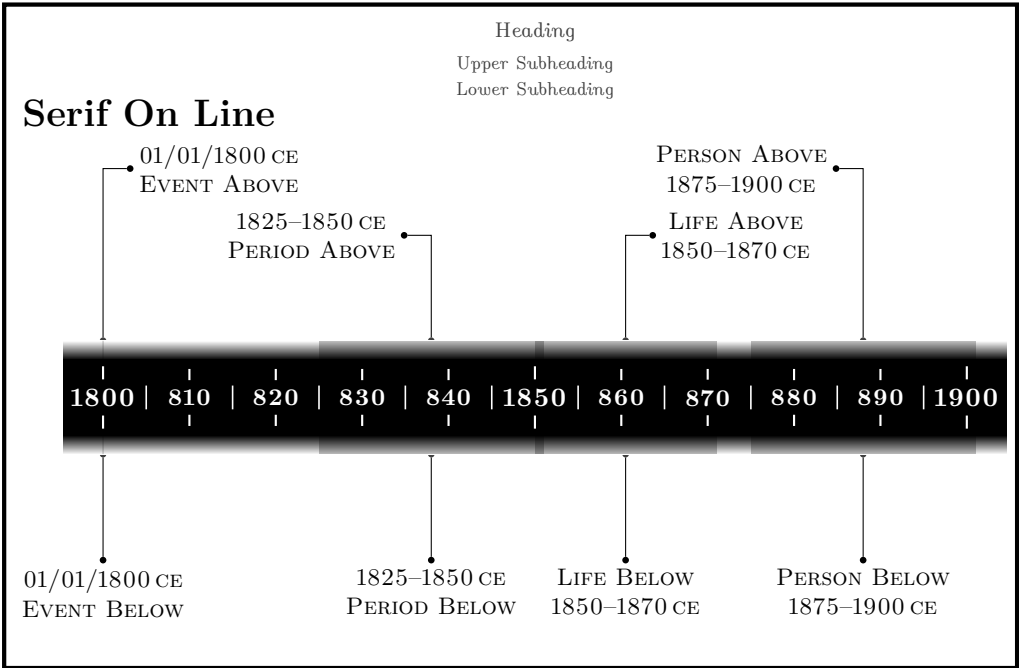 Heading
Upper Subheading
Lower Subheading
Serif On Line
01/01/1800 CE
EVENT ABOVE
PERSON ABOVE
1875–1900 CE
1825–1850 CE
PERIOD ABOVE
LIFE ABOVE
1850–1870 CE
1800 | 810 | 820 | 830 | 840 | 1850 | 860 | 870 | 880 | 890 | 1900
01/01/1800 CE
EVENT BELOW
1825–1850 CE
PERIOD BELOW
LIFE BELOW
1850–1870 CE
PERSON BELOW
1875–1900 CE